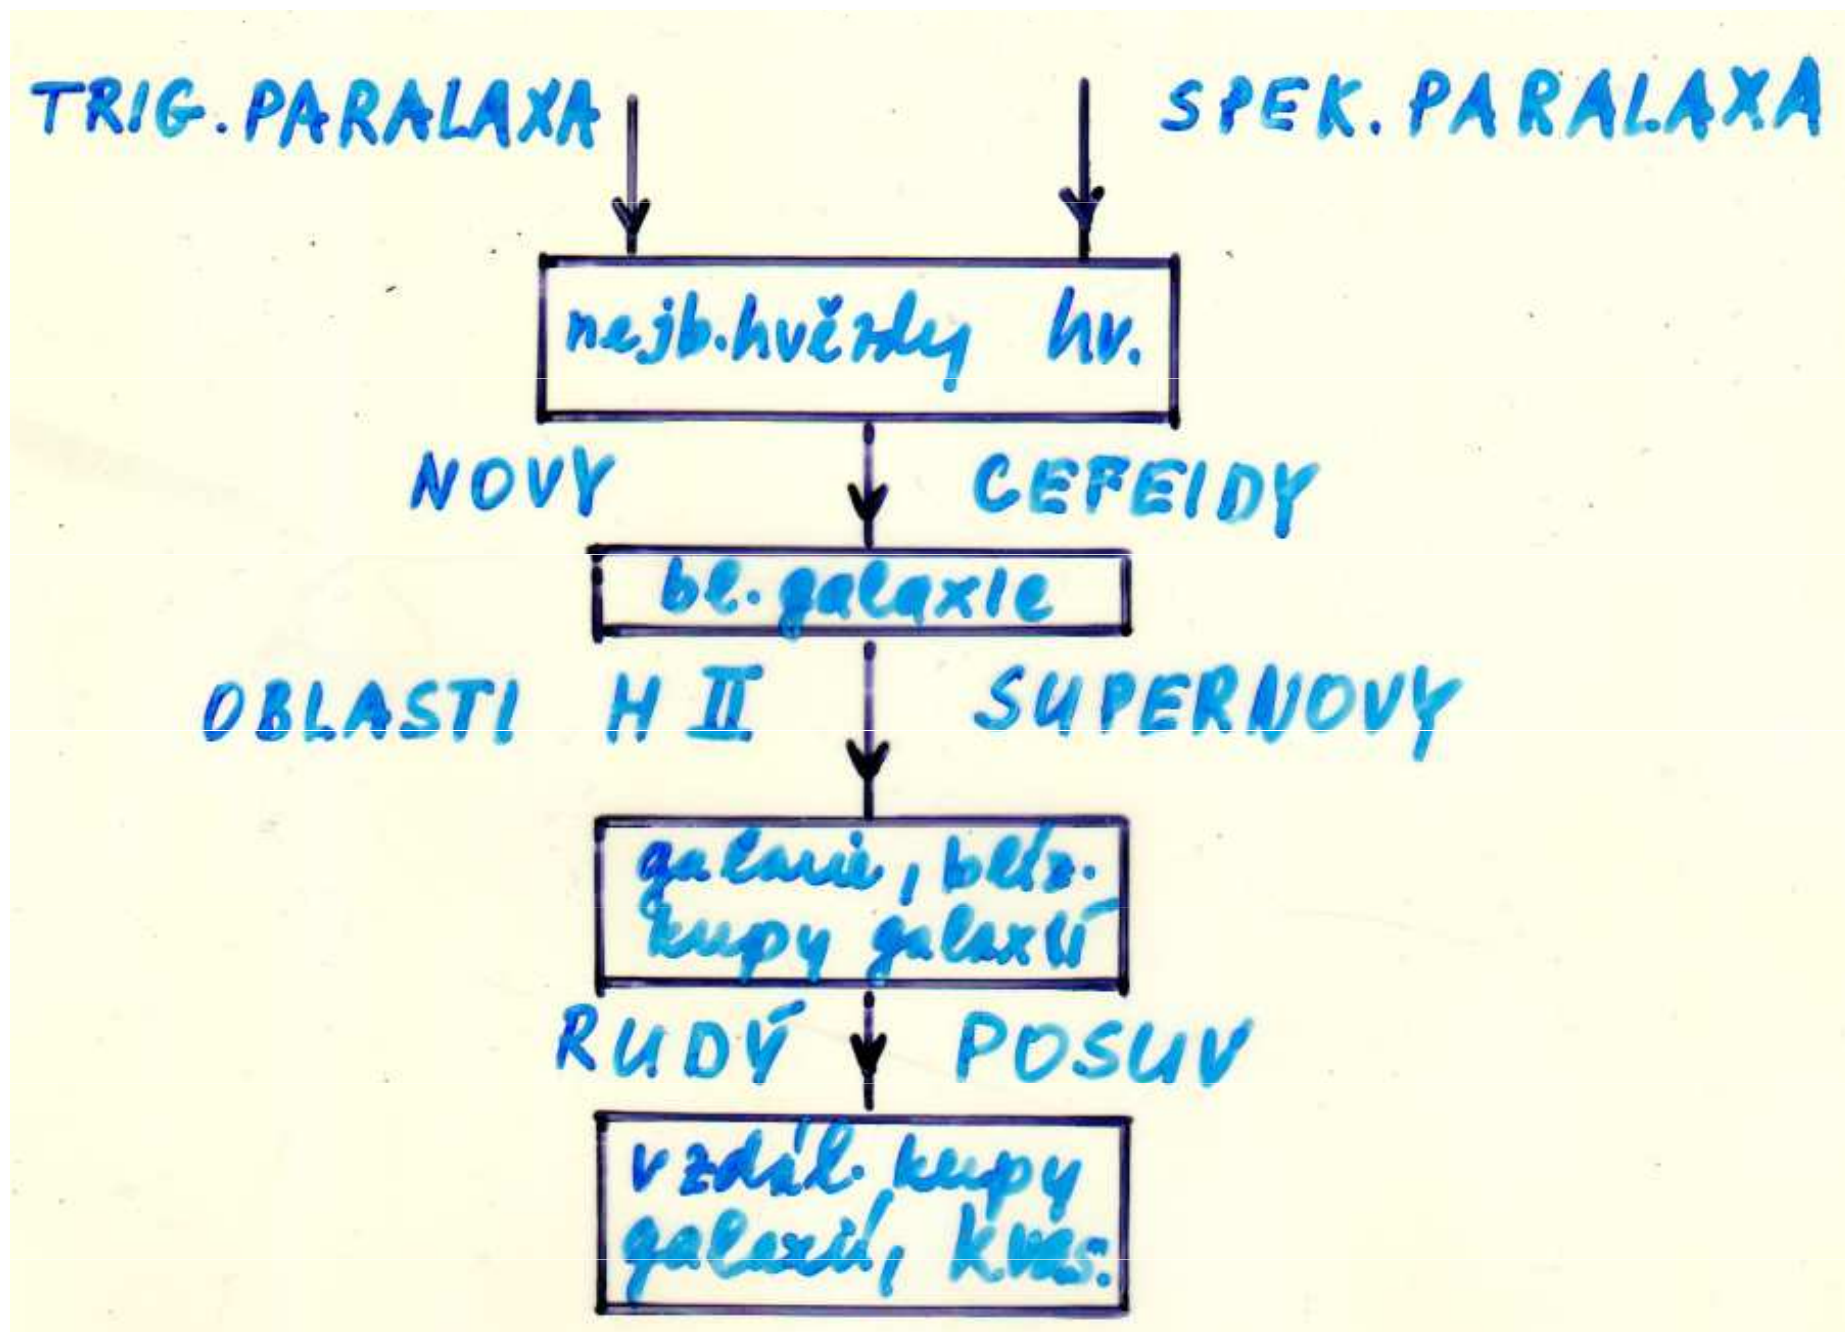 TRIG. PARALAXA SPEK. PARALAXA
nejb. hvězdy hv.
NOVY CEFEIDY
bl. galaxie
OBLASTI H II SUPERNOVY
galaxie, blíz.
kupy galaxií
RUDÝ POSUV
vzdál. kupy
galaxií, kvas.